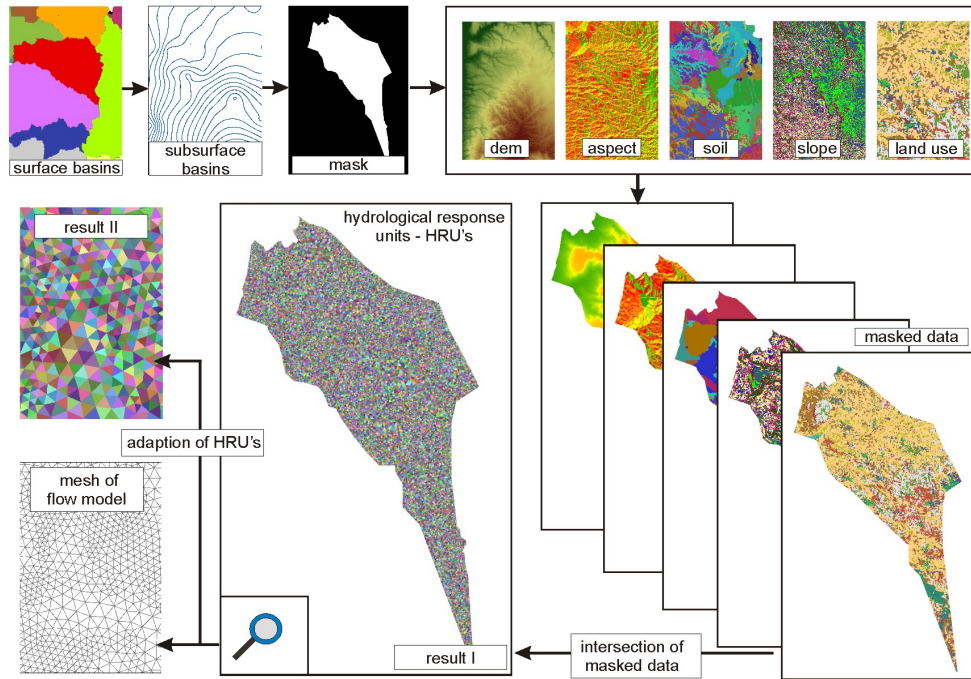 surface basins
subsurface
basins
mask
dem
aspect
soil
slope
land use
result II
hydrological response
units - HRU's
masked data
adaption of HRU's
mesh of
flow model
result I
intersection of
masked data